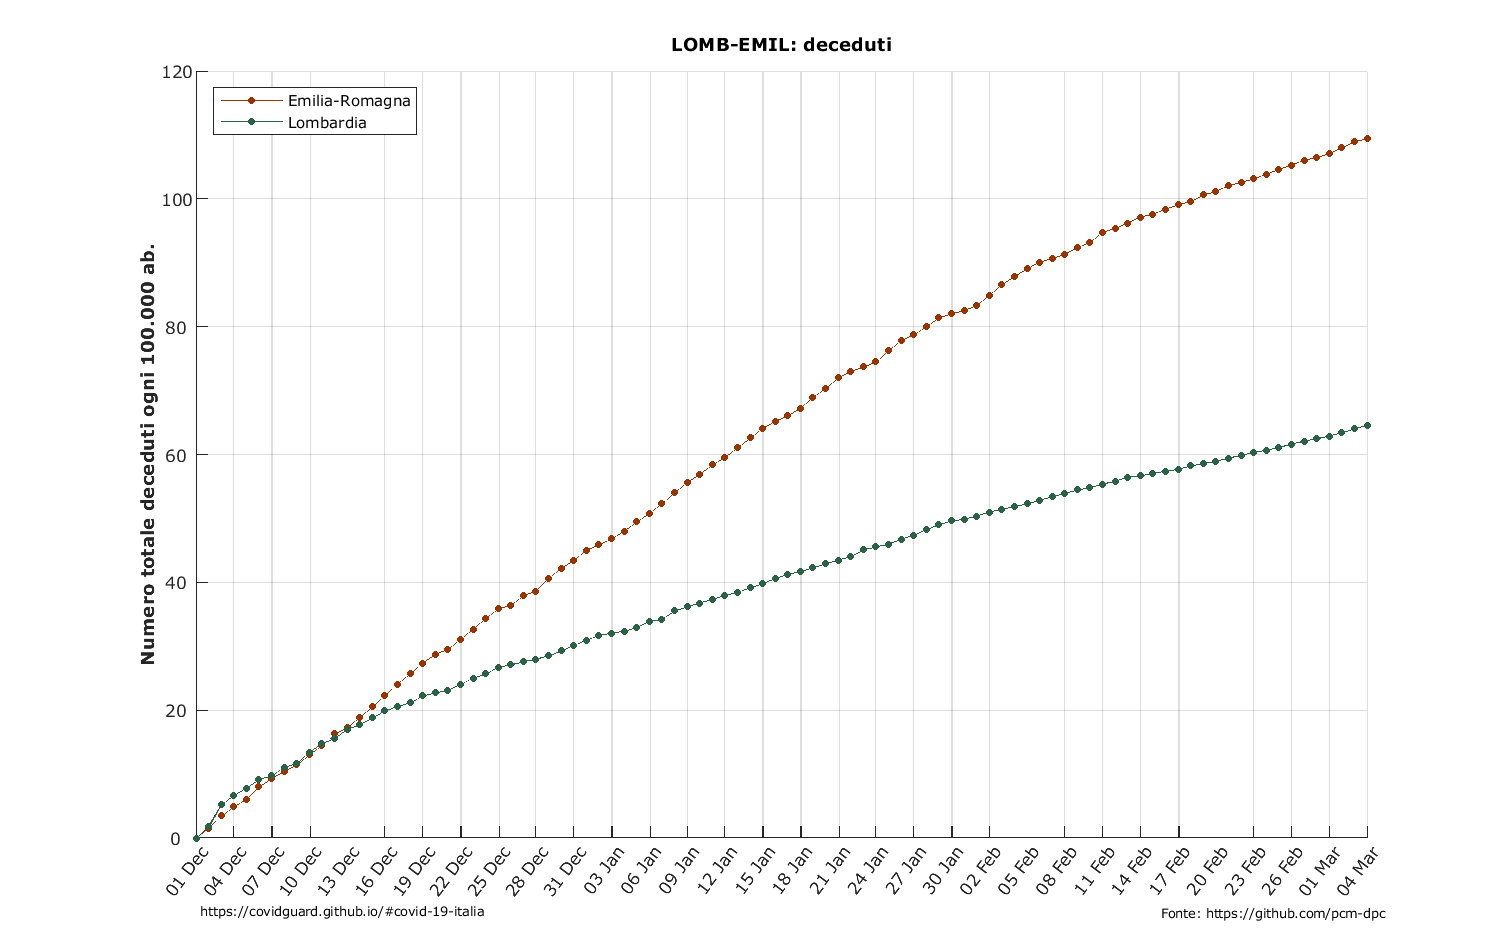 LOMB-EMIL: deceduti
Emilia-Romagna
Lombardia
Numero totale deceduti ogni 100.000 ab.
120
100
80
60
40
20
0
01 Dec
04 Dec
07 Dec
10 Dec
13 Dec
16 Dec
19 Dec
22 Dec
25 Dec
28 Dec
31 Dec
03 Jan
06 Jan
09 Jan
12 Jan
15 Jan
18 Jan
21 Jan
24 Jan
27 Jan
30 Jan
02 Feb
05 Feb
08 Feb
11 Feb
14 Feb
17 Feb
20 Feb
23 Feb
26 Feb
01 Mar
04 Mar
https://covidguard.github.io/#covid-19-italia
Fonte: https://github.com/pcm-dpc